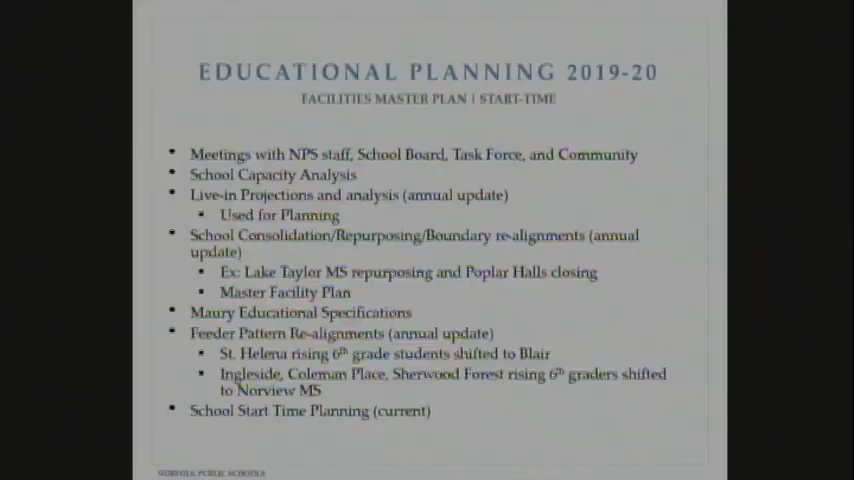 EDUCATIONAL PLANNING 2019-20
FACILITIES MASTER PLAN | START-TIME
• Meetings with NPS staff, School Board, Task Force, and Community
• School Capacity Analysis
• Live-in Projections and analysis (annual update)
▪ Used for Planning
• School Consolidation/Repurposing/Boundary re-alignments (annual
update)
▪ Ex: Lake Taylor MS repurposing and Poplar Halls closing
▪ Master Facility Plan
• Maury Educational Specifications
• Feeder Pattern Re-alignments (annual update)
▪ St. Helena rising 6th grade students shifted to Blair
▪ Ingleside, Coleman Place, Sherwood Forest rising 6th graders shifted
to Norview MS
• School Start Time Planning (current)
NORFOLK PUBLIC SCHOOLS